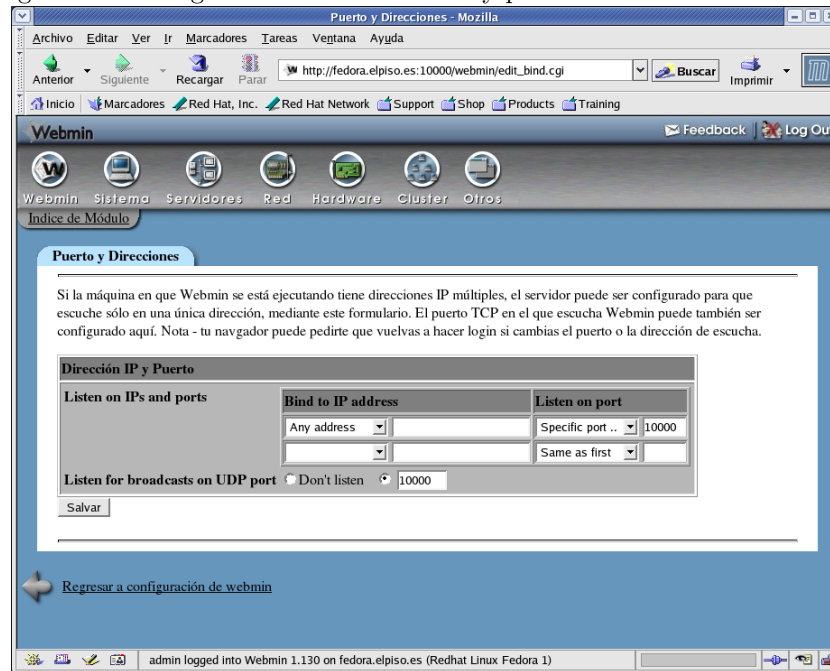 Puerto y Direcciones - Mozilla
Archivo Editar Ver Ir Marcadores Tareas Ventana Ayuda
Anterior Siguiente Recargar Parar http://fedora.elpiso.es:10000/webmin/edit_bind.cgi Buscar Imprimir
Inicio Marcadores Red Hat, Inc. Red Hat Network Support Shop Products Training
Webmin Feedback Log Ou
Webmin Sistema Servidores Red Hardware Cluster Otros
Indice de Módulo
Puerto y Direcciones
Si la máquina en que Webmin se está ejecutando tiene direcciones IP múltiples, el servidor puede ser configurado para que
escuche sólo en una única dirección, mediante este formulario. El puerto TCP en el que escucha Webmin puede también ser
configurado aquí. Nota - tu navgador puede pedirte que vuelvas a hacer login si cambias el puerto o la dirección de escucha.
Dirección IP y Puerto
Listen on IPs and ports Bind to IP address Listen on port
Any address Specific port .. 10000
Same as first
Listen for broadcasts on UDP port Don't listen 10000
Salvar
Regresar a configuración de webmin
admin logged into Webmin 1.130 on fedora.elpiso.es (Redhat Linux Fedora 1)